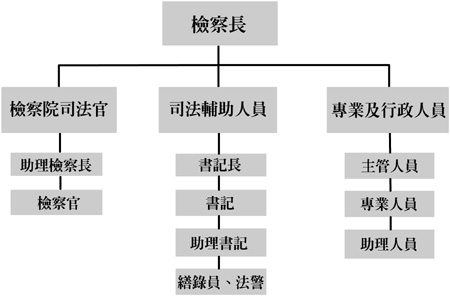 檢察長
檢察院司法官
司法輔助人員
專業及行政人員
助理檢察長
檢察官
書記長
書記
助理書記
繕錄員、法警
主管人員
專業人員
助理人員